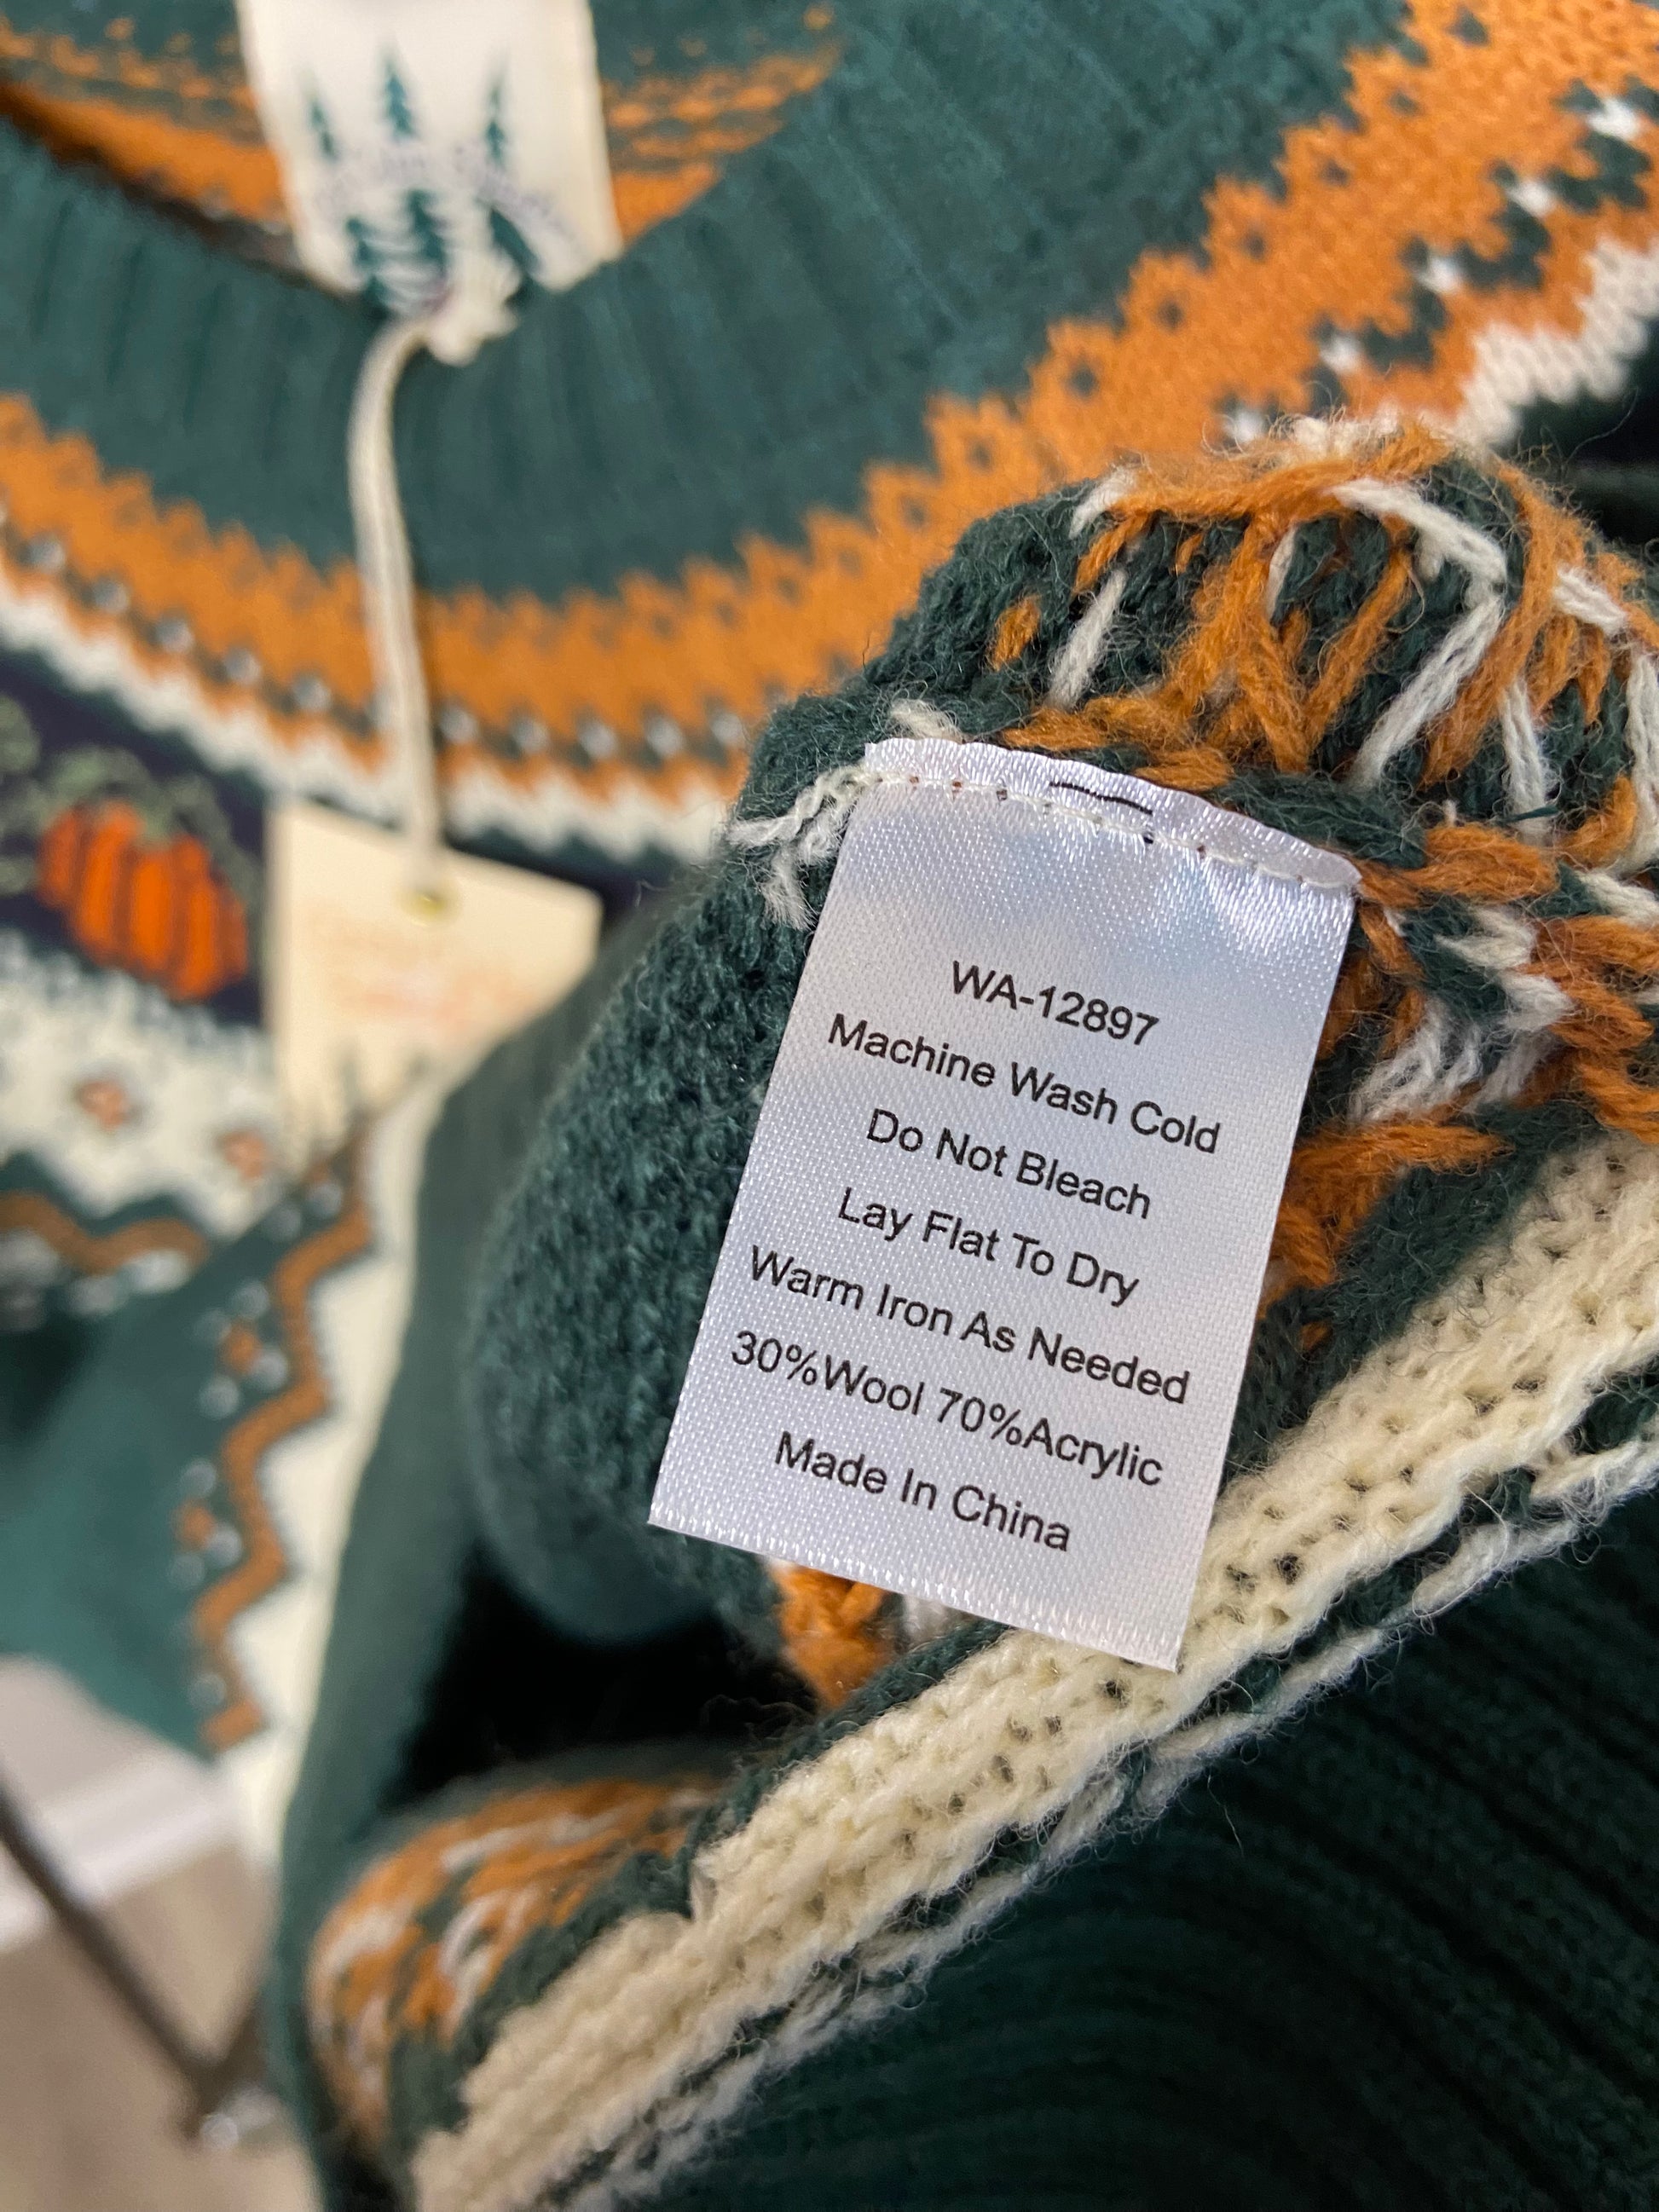 WA-12897
Machine Wash Cold
Do Not Bleach
Lay Flat To Dry
Warm Iron As Needed
30%Wool 70%Acrylic
Made In China